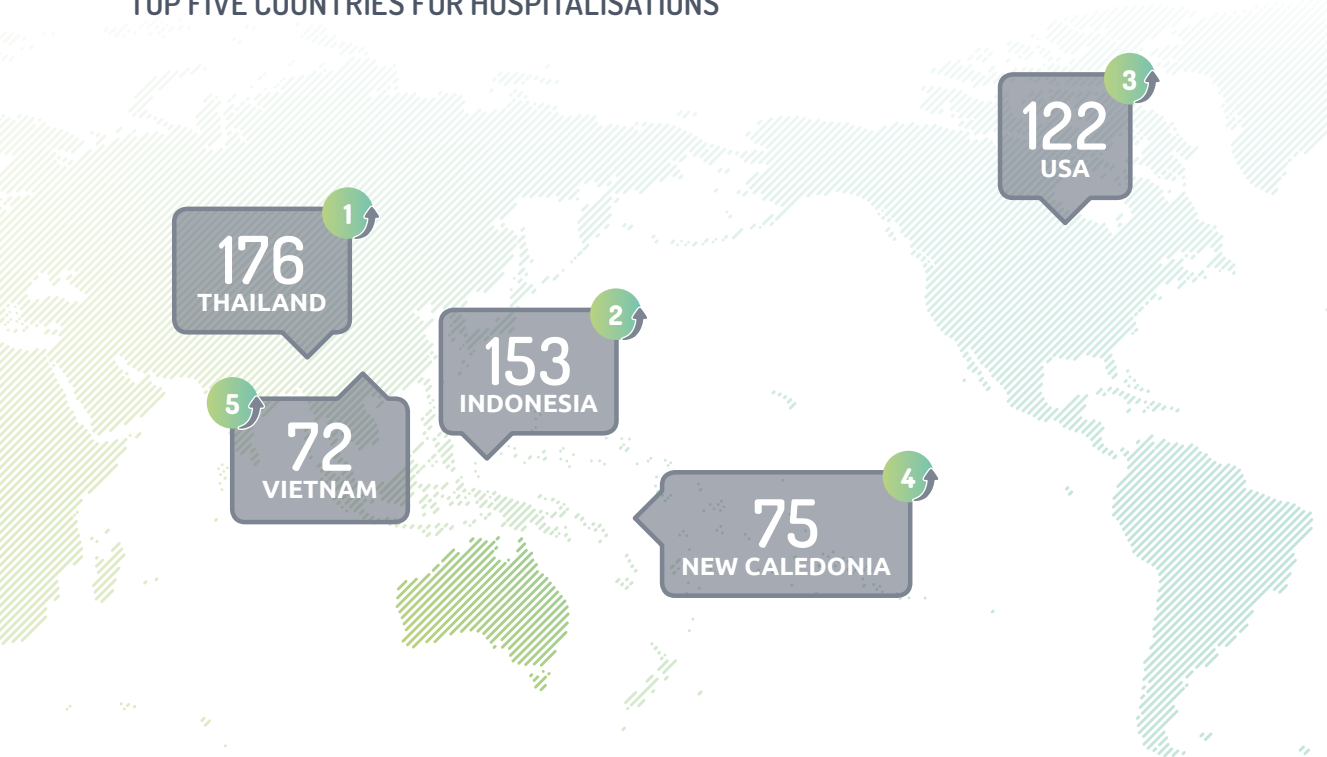 TOP FIVE COUNTRIES FOR HOSPITALISATIONS
3
122
USA
1
176
THAILAND
2
153
INDONESIA
5
72
VIETNAM
4
75
NEW CALEDONIA